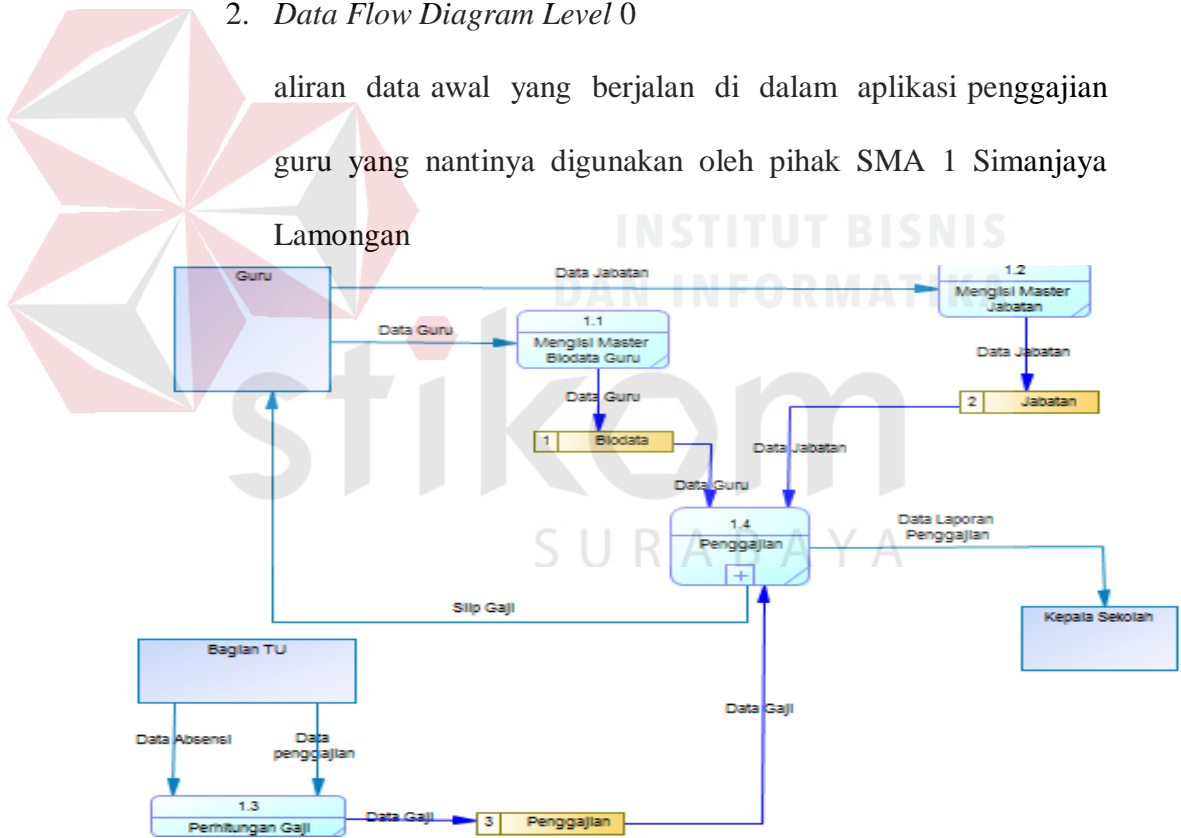 2. Data Flow Diagram Level 0
aliran data awal yang berjalan di dalam aplikasi penggajian
guru yang nantinya digunakan oleh pihak SMA 1 Simanjaya
Lamongan
INSTITUT BISNIS
DAN INFORMATIKA
stikom
SURABAYA
Guru
Data Jabatan
1.2
Mengisi Master
Jabatan
Data Guru
1.1
Mengisi Master
Biodata Guru
Data Jabatan
Data Guru
2 Jabatan
1 Biodata
Data Jabatan
Data Guru
1.4
Penggajian
+
Data Laporan
Penggajian
Slip Gaji
Kepala Sekolah
Bagian TU
Data Gaji
Data Absensi
Data
penggajian
1.3
Perhitungan Gaji
Data Gaji
3 Penggajian